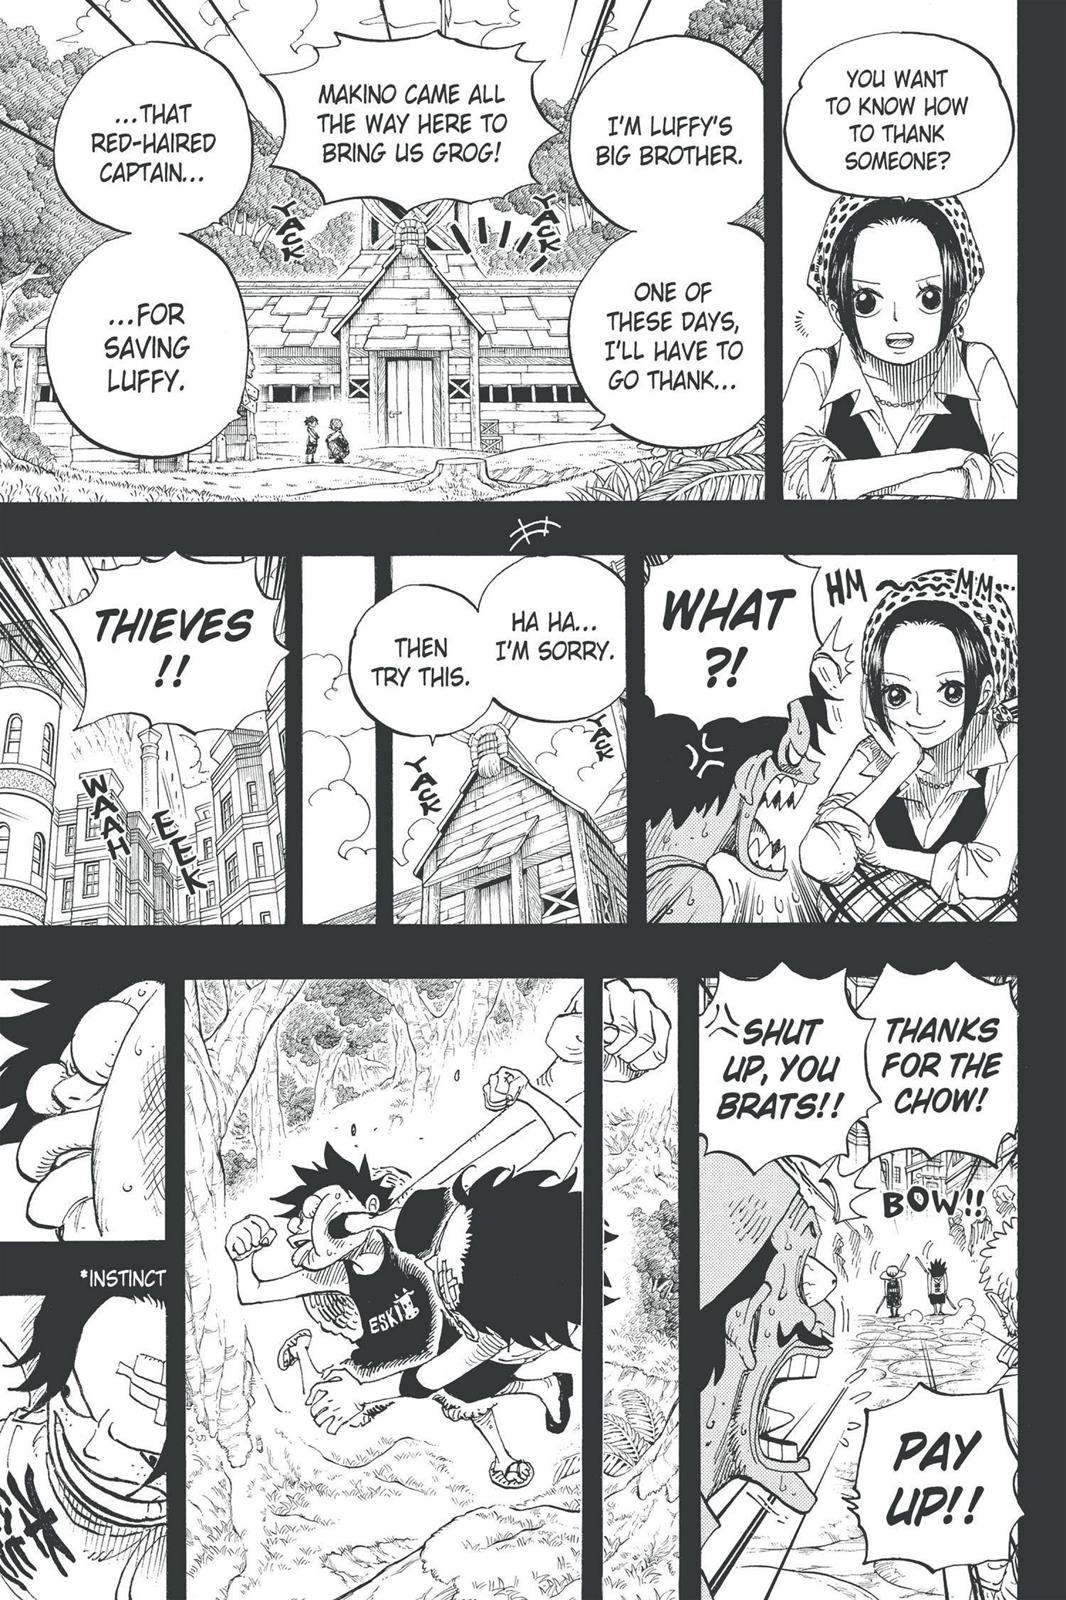 YOU WANT
TO KNOW HOW
TO THANK
SOMEONE?
I'M LUFFY'S
BIG BROTHER.
ONE OF
THESE DAYS,
I'LL HAVE TO
GO THANK...
MAKINO CAME ALL
THE WAY HERE TO
BRING US GROG!
YACK
YACK
...THAT
RED-HAIRED
CAPTAIN...
...FOR
SAVING
LUFFY.
HM
MM...
WHAT
?!
HA HA...
I'M SORRY.
THEN
TRY THIS.
YACK
YACK
THIEVES
!!
WAAH
EEEK
THANKS
FOR THE
CHOW!
SHUT
UP, YOU
BRATS!!
BOW!!
PAY
UP!!
ESKI
*INSTINCT